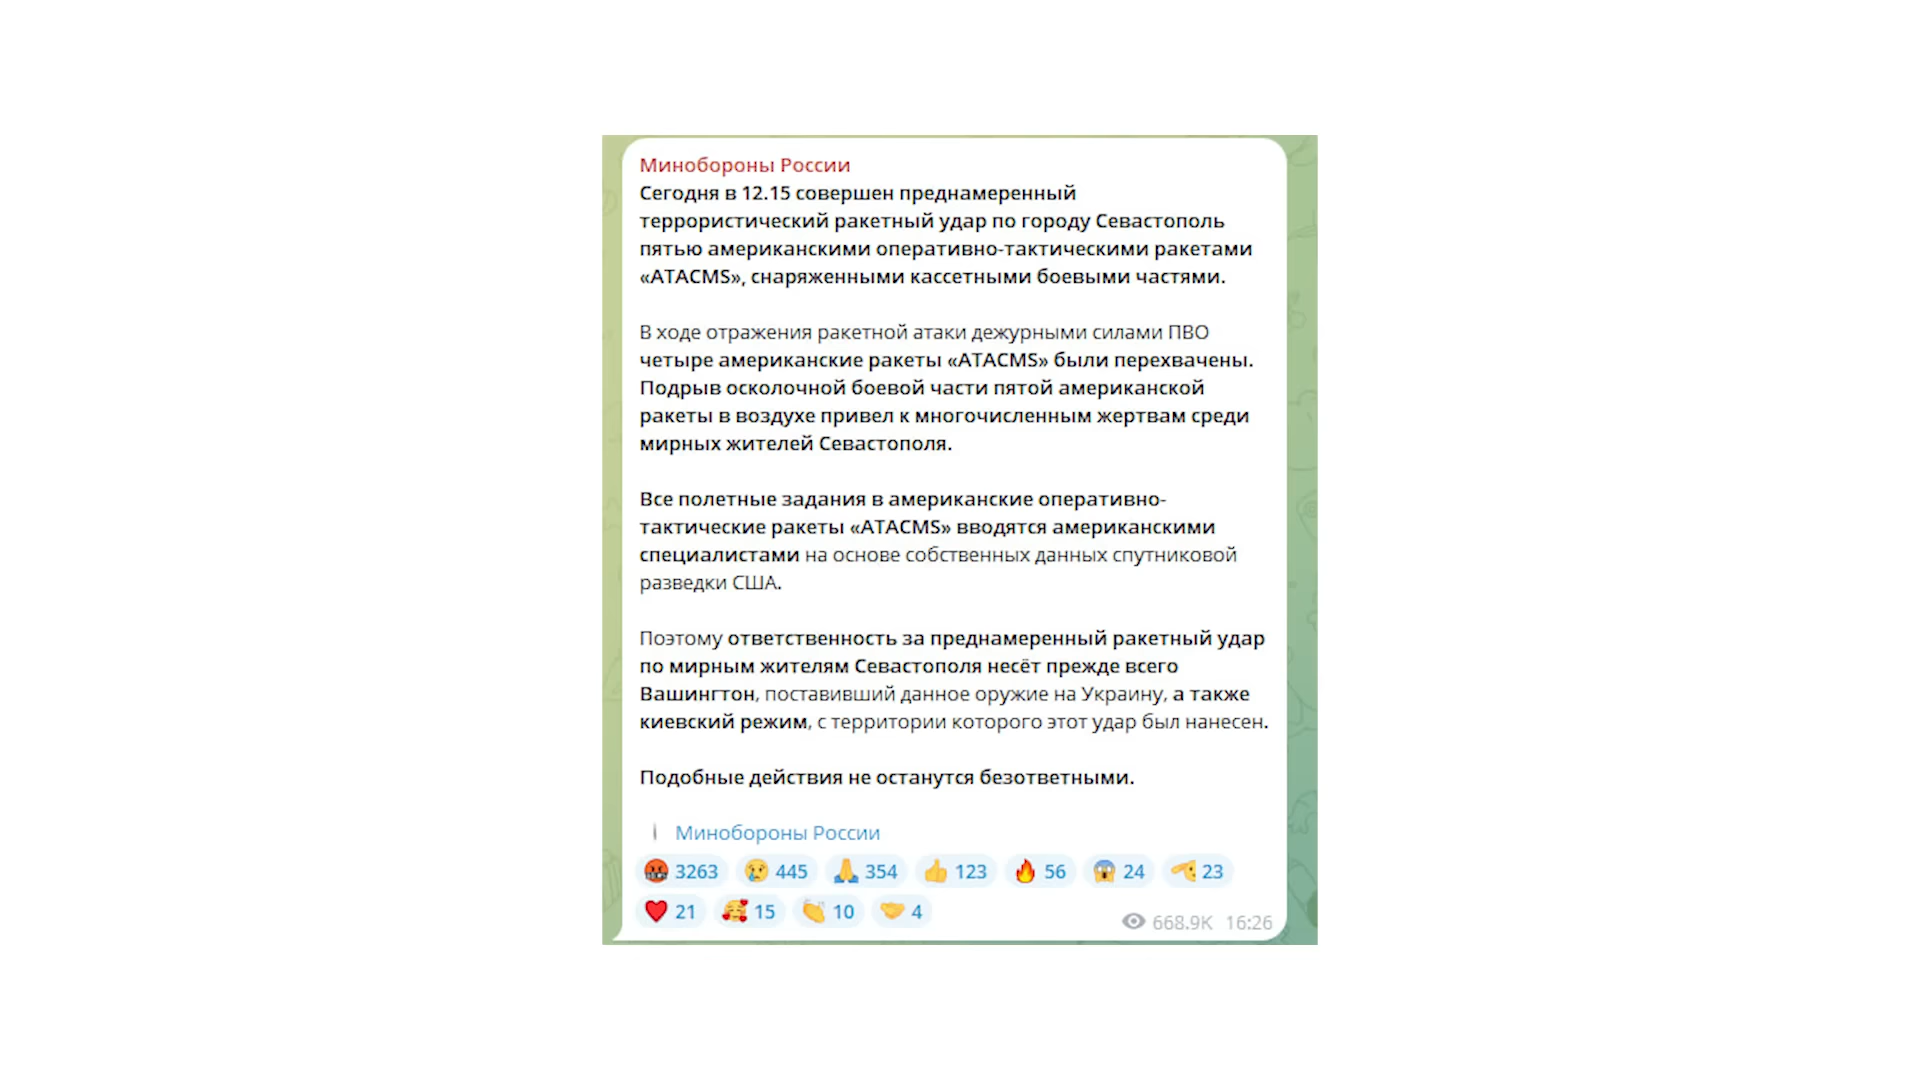 Минобороны России
Сегодня в 12.15 совершен преднамеренный
террористический ракетный удар по городу Севастополь
пятью американскими оперативно-тактическими ракетами
«ATACMS», снаряженными кассетными боевыми частями.
В ходе отражения ракетной атаки дежурными силами ПВО
четыре американские ракеты «ATACMS» были перехвачены.
Подрыв осколочной боевой части пятой американской
ракеты в воздухе привел к многочисленным жертвам среди
мирных жителей Севастополя.
Все полетные задания в американские оперативно-
тактические ракеты «ATACMS» вводятся американскими
специалистами на основе собственных данных спутниковой
разведки США.
Поэтому ответственность за преднамеренный ракетный удар
по мирным жителям Севастополя несёт прежде всего
Вашингтон, поставивший данное оружие на Украину, а также
киевский режим, с территории которого этот удар был нанесен.
Подобные действия не останутся безответными.
Минобороны России
3263 445 354 123 56 24 23
21 15 10 4
668.9K 16:26